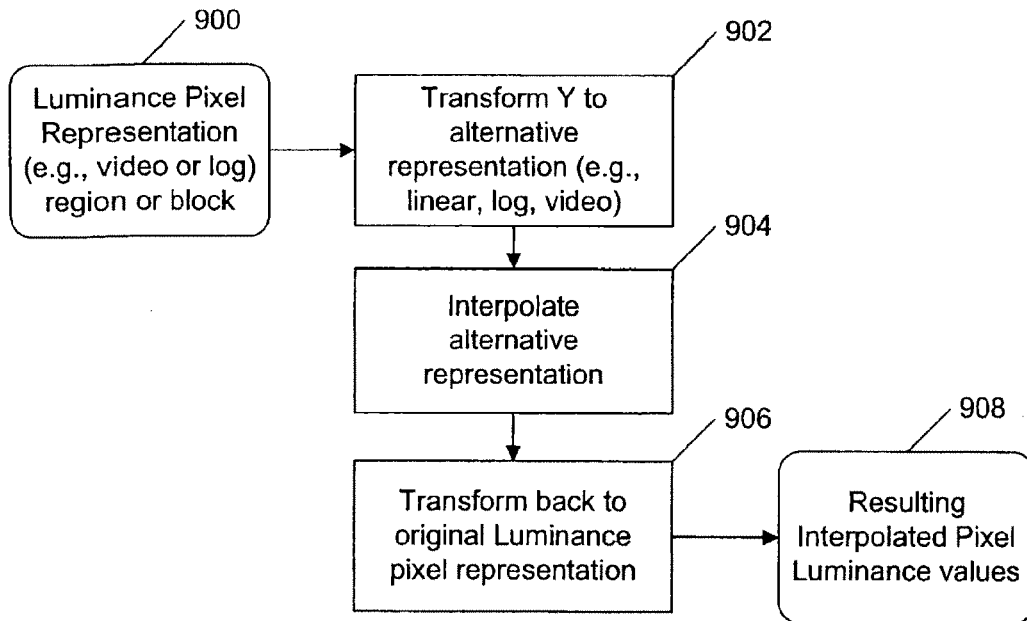 900
Luminance Pixel
Representation
(e.g., video or log)
region or block
902
Transform Y to
alternative
representation (e.g.,
linear, log, video)
904
Interpolate
alternative
representation
906
Transform back to
original Luminance
pixel representation
908
Resulting
Interpolated Pixel
Luminance values